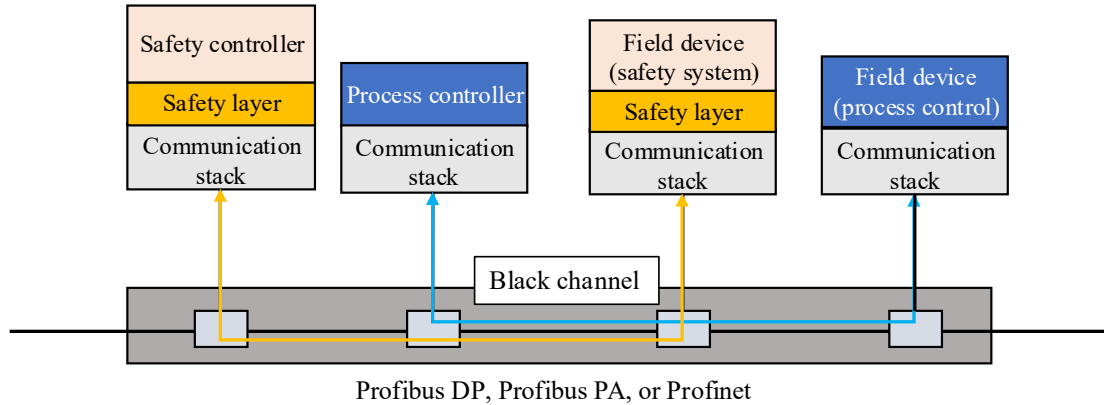 Safety controller
Safety layer
Communication
stack
Process controller
Communication
stack
Field device
(safety system)
Safety layer
Communication
stack
Field device
(process control)
Communication
stack
Black channel
Profibus DP, Profibus PA, or Profinet